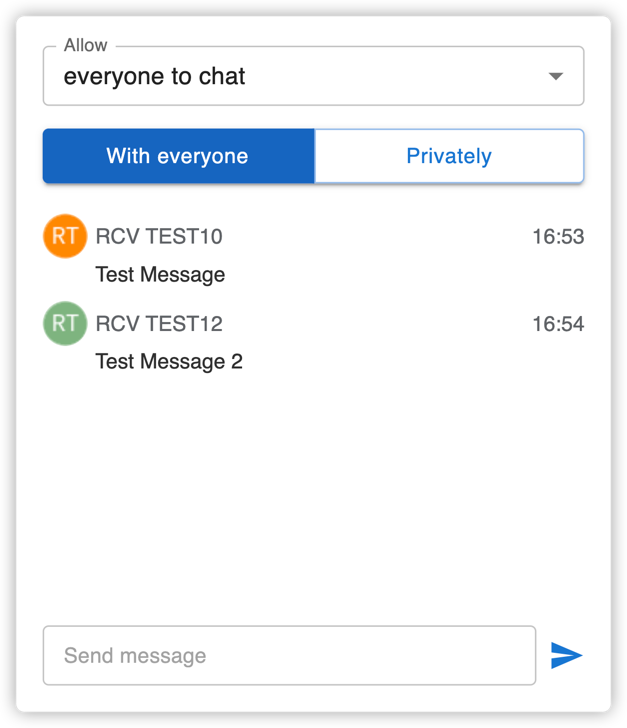 Allow
everyone to chat
With everyone Privately
RT RCV TEST10 16:53
Test Message
RT RCV TEST12 16:54
Test Message 2
Send message